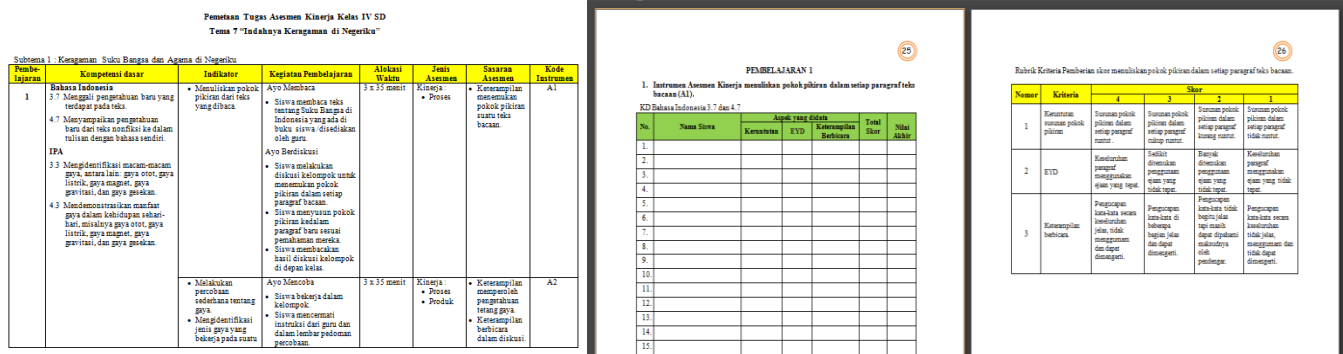 Pemetaan Tugas Asesmen Kinerja Kelas IV SD
Tema 7 “Indahnya Keragaman di Negeriku”
Subtema 1 : Keragaman Suku Bangsa dan Agama di Negeriku
Pembe-lajaran
Kompetensi dasar
Indikator
Kegiatan Pembelajaran
Alokasi Waktu
Jenis Asesmen
Sasaran Asesmen
Kode Instrumen
1
Bahasa Indonesia
3.7 Menggali pengetahuan baru yang
terdapat pada teks.
4.7 Menyampaikan pengetahuan
baru dari teks nonfiksi ke dalam
tulisan dengan bahasa sendiri.
IPA
3.3 Mengidentifikasi macam-macam
gaya, antara lain: gaya otot, gaya
listrik, gaya magnet, gaya
gravitasi, dan gaya gesekan.
4.3 Mendemonstrasikan manfaat
gaya dalam kehidupan sehari-
hari, misalnya gaya otot, gaya
listrik, gaya magnet, gaya
gravitasi, dan gaya gesekan.
• Menuliskan pokok
pikiran dari teks
yang dibaca.
Ayo Membaca
• Siswa membaca teks
tentang Suku Bangsa di
Indonesia yang ada di
buku siswa /disediakan
oleh guru.
Ayo Berdiskusi
• Siswa melakukan
diskusi kelompok untuk
menemukan pokok
pikiran dalam setiap
paragraf bacaan.
• Siswa menyusun pokok
pikiran kedalam
paragraf baru sesuai
pemahaman mereka.
• Siswa membacakan
hasil diskusi kelompok
di depan kelas.
3 x 35 menit
Kinerja :
• Proses
• Keterampilan
menemukan
pokok pikiran
suatu teks
bacaan.
A1
• Melakukan
percobaan
sederhana tentang
gaya.
• Mengidentifikasi
jenis gaya yang
bekerja pada suatu
Ayo Mencoba
• Siswa bekerja dalam
kelompok.
• Siswa mencermati
instruksi dari guru dan
dalam lembar pedoman
percobaan.
3 x 35 menit
Kinerja :
• Proses
• Produk
• Keterampilan
memperoleh
pengetahuan
tetang gaya.
• Keterampilan
berbicara
dalam diskusi.
A2
25
PEMBELAJARAN 1
1. Instrumen Asesmen Kinerja menuliskan pokok pikiran dalam setiap paragraf teks
bacaan (A1).
KD Bahasa Indonesia 3.7 dan 4.7
No.
Nama Siswa
Aspek yang didata
Keruntutan
EYD
Keterampilan Berbicara
Total Skor
Nilai Akhir
1.
2.
3.
4.
5.
6.
7.
8.
9.
10.
11.
12.
13.
14.
15.
26
Rubrik Kriteria Pemberian skor menuliskan pokok pikiran dalam setiap paragraf teks bacaan.
Nomor
Kriteria
Skor
4
3
2
1
1
Keruntutan
susunan pokok
pikiran
Susunan pokok
pikiran dalam
setiap paragraf
runtut .
Susunan pokok
pikiran dalam
setiap paragraf
cukup runtut.
Susunan pokok
pikiran dalam
setiap paragraf
kurang runtut.
Susunan pokok
pikiran dalam
setiap paragraf
tidak runtut.
2
EYD
Keseluruhan
paragraf
menggunakan
ejaan yang tepat.
Sedikit
ditemukan
penggunaan
ejaan yang
tidak tepat.
Banyak
ditemukan
penggunaan
ejaan yang
tidak tepat.
Keseluruhan
paragraf
menggunakan
ejaan yang tidak
tepat.
3
Keterampilan
berbicara.
Pengucapan
kata-kata secara
keseluruhan
jelas, tidak
menggumam
dan dapat
dimengerti.
Pengucapan
kata-kata di
beberapa
bagian jelas
dan dapat
dimengerti.
Pengucapan
kata-kata tidak
begitu jelas
tapi masih
dapat dipahami
maksudnya
oleh
pendengar.
Pengucapan
kata-kata secara
keseluruhan
tidak jelas,
menggumam dan
tidak dapat
dimengerti.